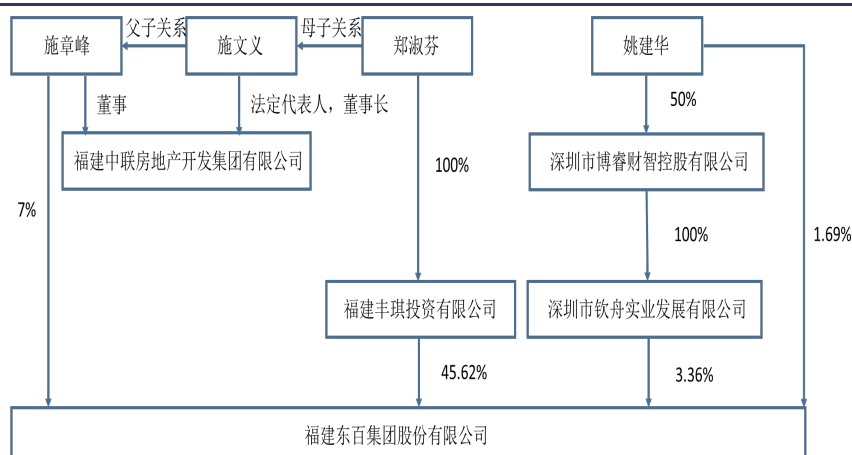 施章峰
父子关系
施文义
母子关系
郑淑芬
姚建华
董事
法定代表人，董事长
50%
福建中联房地产开发集团有限公司
100%
深圳市博睿财智控股有限公司
7%
100%
1.69%
福建丰琪投资有限公司
深圳市钦舟实业发展有限公司
45.62%
3.36%
福建东百集团股份有限公司